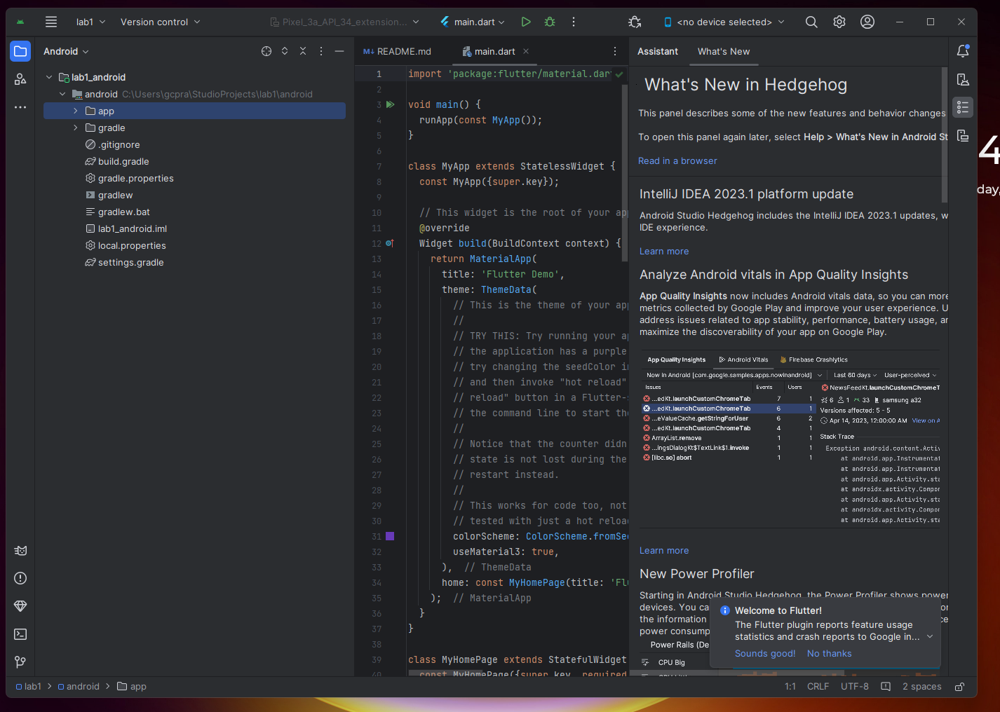 lab1
Version control
Pixel_3a_API_34_extension...
main.dart
<no device selected>
Android
README.md
main.dart
Assistant
What's New
lab1_android
android C:\Users\gcpra\StudioProjects\lab1\android
app
gradle
.gitignore
build.gradle
gradle.properties
gradlew
gradlew.bat
lab1_android.iml
local.properties
settings.gradle
1 import 'package:flutter/material.dar
2
3 void main() {
4 runApp(const MyApp());
5 }
6
7 class MyApp extends StatelessWidget {
8 const MyApp({super.key});
9
10 // This widget is the root of your app
11 @override
12 Widget build(BuildContext context) {
13 return MaterialApp(
14 title: 'Flutter Demo',
15 theme: ThemeData(
16 // This is the theme of your app
17 //
18 // TRY THIS: Try running your a
19 // the application has a purple
20 // try changing the seedColor in
21 // and then invoke "hot reload"
22 // reload" button in a Flutter-s
23 // the command line to start the
24 //
25 // Notice that the counter didn
26 // state is not lost during the
27 // restart instead.
28 //
29 // This works for code too, not
30 // tested with just a hot reload
31 colorScheme: ColorScheme.fromSee
32 useMaterial3: true,
33 ), // ThemeData
34 home: const MyHomePage(title: 'Flu
35 ); // MaterialApp
36 }
37 }
38
39 class MyHomePage extends StatefulWidget
40 const MyHomePage({super.key, required
What's New in Hedgehog
This panel describes some of the new features and behavior changes
To open this panel again later, select Help > What's New in Android St
Read in a browser
IntelliJ IDEA 2023.1 platform update
Android Studio Hedgehog includes the IntelliJ IDEA 2023.1 updates, w
IDE experience.
Learn more
Analyze Android vitals in App Quality Insights
App Quality Insights now includes Android vitals data, so you can more
metrics collected by Google Play and improve your user experience. U
address issues related to app stability, performance, battery usage, an
maximize the discoverability of your app on Google Play.
App Quality Insights Android Vitals Firebase Crashlytics
Now in Android [com.google.samples.apps.nowinandroid] Last 60 days User-perceived
Issues Events Users
...edKt.launchCustomChromeTab 7 1
...edKt.launchCustomChromeTab 6 1
...eValueCache.getStringForUser 6 2
...edKt.launchCustomChromeTab 4 1
ArrayList.remove 1 1
...ingsDialogKt$TextLink$1.invoke 1 1
[libc.so] abort 1 1
NewsFeedKt.launchCustomChromeT
6 1 33 samsung a32
Versions affected: 5 - 5
Apr 14, 2023, 12:00:00 AM View on A
Stack Trace
Exception android.content.Activ
at android.app.Instrumentat
at android.app.Instrumentat
at android.app.Activity.sta
at androidx.activity.Compon
at android.app.Activity.sta
at androidx.activity.Compon
at android.app.Activity.sta
Learn more
New Power Profiler
Starting in Android Studio Hedgehog, the Power Profiler shows power
devices. You ca
the information
power consump
Power Rails (De
CPU Big
Welcome to Flutter!
The Flutter plugin reports feature usage
statistics and crash reports to Google in...
Sounds good! No thanks
lab1 > android > app
1:1 CRLF UTF-8 2 spaces
4
day,